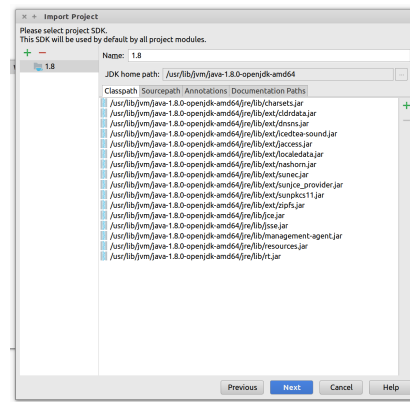 Import Project
Please select project SDK.
This SDK will be used by default by all project modules.
1.8
Name: 1.8
JDK home path: /usr/lib/jvm/java-1.8.0-openjdk-amd64
Classpath Sourcepath Annotations Documentation Paths
/usr/lib/jvm/java-1.8.0-openjdk-amd64/jre/lib/charsets.jar
/usr/lib/jvm/java-1.8.0-openjdk-amd64/jre/lib/ext/cldrdata.jar
/usr/lib/jvm/java-1.8.0-openjdk-amd64/jre/lib/ext/dnsns.jar
/usr/lib/jvm/java-1.8.0-openjdk-amd64/jre/lib/ext/icedtea-sound.jar
/usr/lib/jvm/java-1.8.0-openjdk-amd64/jre/lib/ext/jaccess.jar
/usr/lib/jvm/java-1.8.0-openjdk-amd64/jre/lib/ext/localedata.jar
/usr/lib/jvm/java-1.8.0-openjdk-amd64/jre/lib/ext/nashorn.jar
/usr/lib/jvm/java-1.8.0-openjdk-amd64/jre/lib/ext/sunec.jar
/usr/lib/jvm/java-1.8.0-openjdk-amd64/jre/lib/ext/sunjce_provider.jar
/usr/lib/jvm/java-1.8.0-openjdk-amd64/jre/lib/ext/sunpkcs11.jar
/usr/lib/jvm/java-1.8.0-openjdk-amd64/jre/lib/ext/zipfs.jar
/usr/lib/jvm/java-1.8.0-openjdk-amd64/jre/lib/jce.jar
/usr/lib/jvm/java-1.8.0-openjdk-amd64/jre/lib/jsse.jar
/usr/lib/jvm/java-1.8.0-openjdk-amd64/jre/lib/management-agent.jar
/usr/lib/jvm/java-1.8.0-openjdk-amd64/jre/lib/resources.jar
/usr/lib/jvm/java-1.8.0-openjdk-amd64/jre/lib/rt.jar
Previous Next Cancel Help